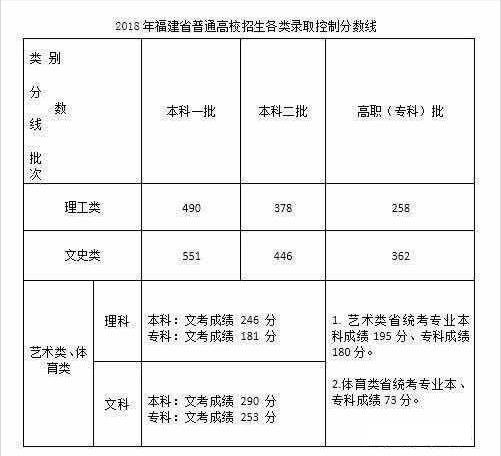 2018年福建省普通高校招生各类录取控制分数线
类 别
分
数
线
批
次
本科一批
本科二批
高职（专科）批
理工类
490
378
258
文史类
551
446
362
艺术类、体
育类
理科
本科：文考成绩 246 分
专科：文考成绩 181 分
文科
本科：文考成绩 290 分
专科：文考成绩 253 分
1. 艺术类省统考专业本
科成绩 195 分、专科成绩
180 分。
2.体育类省统考专业本、
专科成绩 73 分。